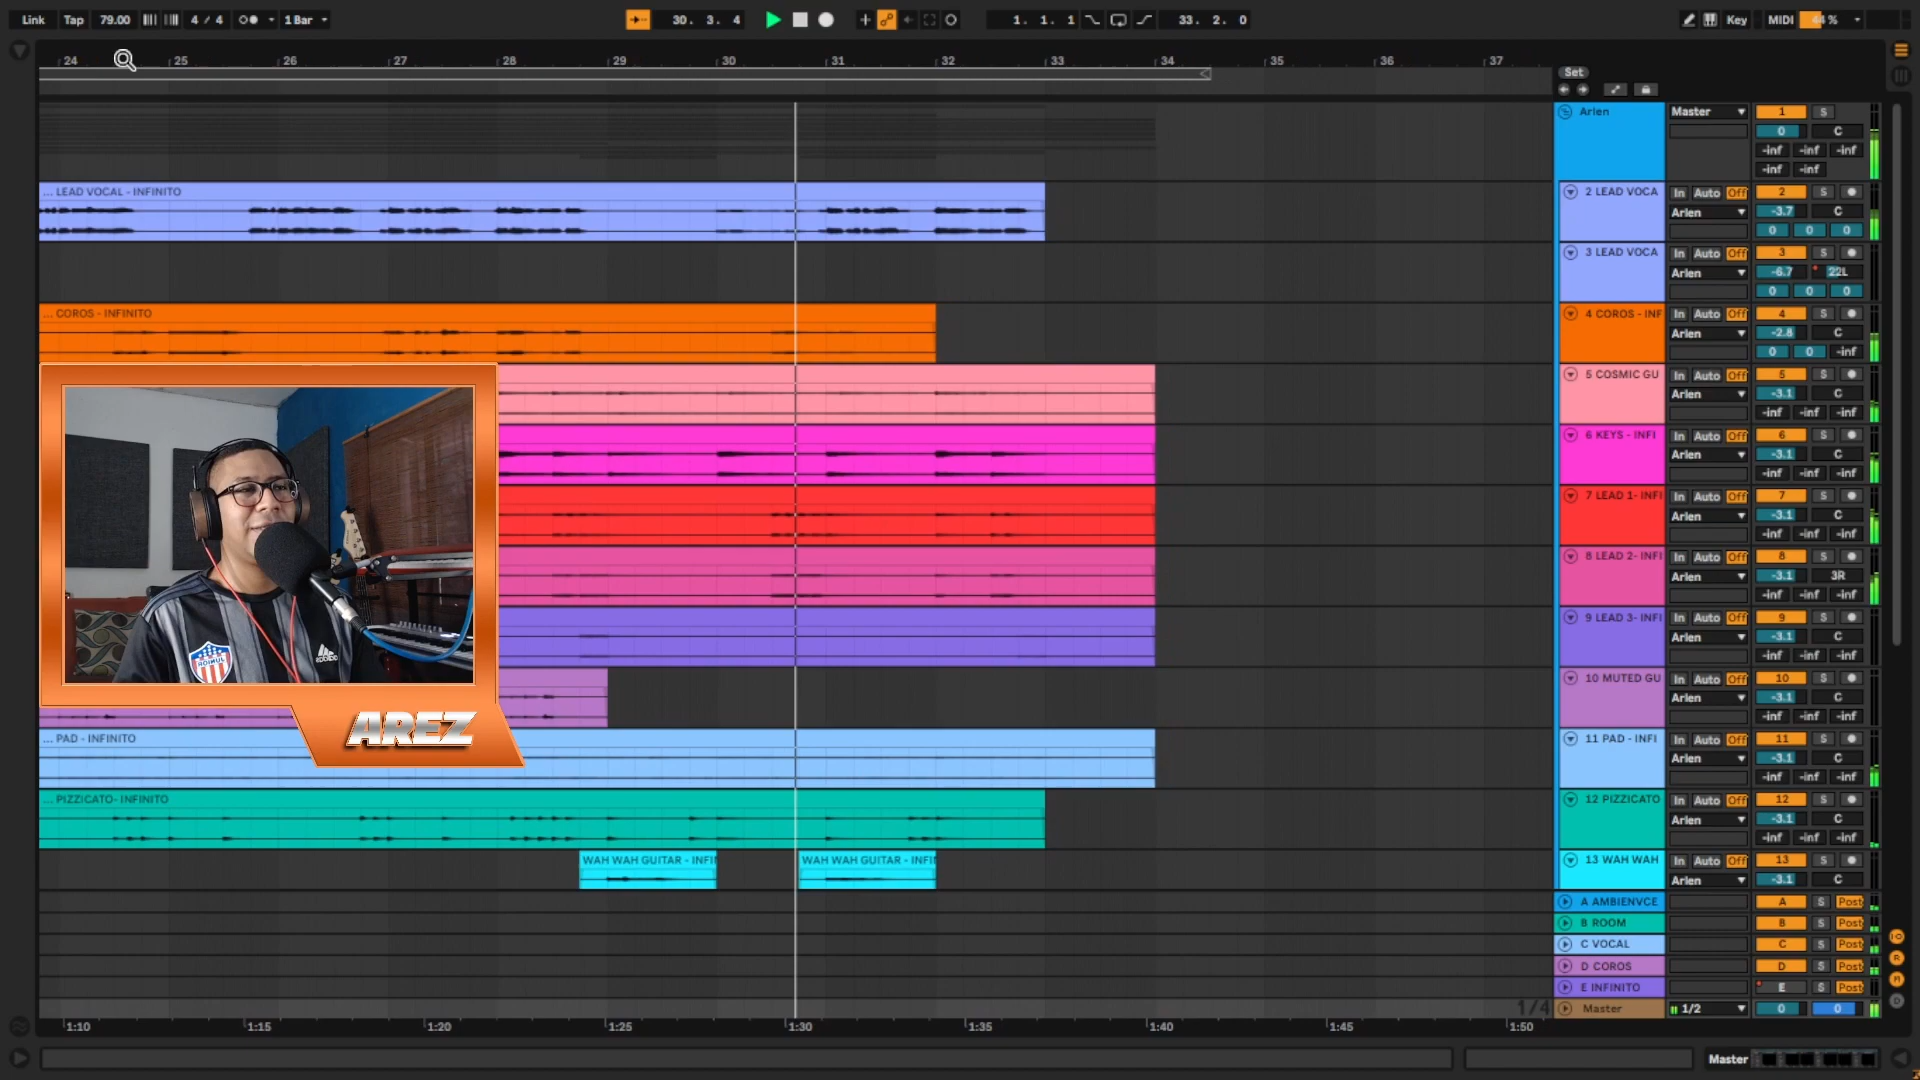 Link Tap 79.00 4 / 4 1 Bar 30. 3. 4 1. 1. 1 33. 2. 0 Key MIDI 44 %
24 25 26 27 28 29 30 31 32 33 34 35 36 37
Set
Arlen Master 1 S
0 C
-inf -inf -inf
-inf -inf
... LEAD VOCAL - INFINITO 2 LEAD VOCA In Auto Off 2 S
Arlen -3.7 C
0 0 0
3 LEAD VOCA In Auto Off 3 S
Arlen -6.7 22L
0 0 0
... COROS - INFINITO 4 COROS - INF In Auto Off 4 S
Arlen -2.8 C
0 0 -inf
5 COSMIC GU In Auto Off 5 S
Arlen -3.1 C
-inf -inf -inf
6 KEYS - INFI In Auto Off 6 S
Arlen -3.1 C
-inf -inf -inf
7 LEAD 1- INFI In Auto Off 7 S
Arlen -3.1 C
-inf -inf -inf
8 LEAD 2- INFI In Auto Off 8 S
Arlen -3.1 3R
-inf -inf -inf
9 LEAD 3- INFI In Auto Off 9 S
Arlen -3.1 C
-inf -inf -inf
adidas
AREZ
10 MUTED GU In Auto Off 10 S
Arlen -3.1 C
-inf -inf -inf
... PAD - INFINITO 11 PAD - INFI In Auto Off 11 S
Arlen -3.1 C
-inf -inf -inf
... PIZZICATO- INFINITO 12 PIZZICATO In Auto Off 12 S
Arlen -3.1 C
-inf -inf -inf
WAH WAH GUITAR - INFI WAH WAH GUITAR - INFI 13 WAH WAH In Auto Off 13 S
Arlen -3.1 C
A AMBIENVCE A S Post
B ROOM B S Post
C VOCAL C S Post
D COROS D S Post
E INFINITO E S Post
1/4 Master 1/2 0 0
1:10 1:15 1:20 1:25 1:30 1:35 1:40 1:45 1:50
Master